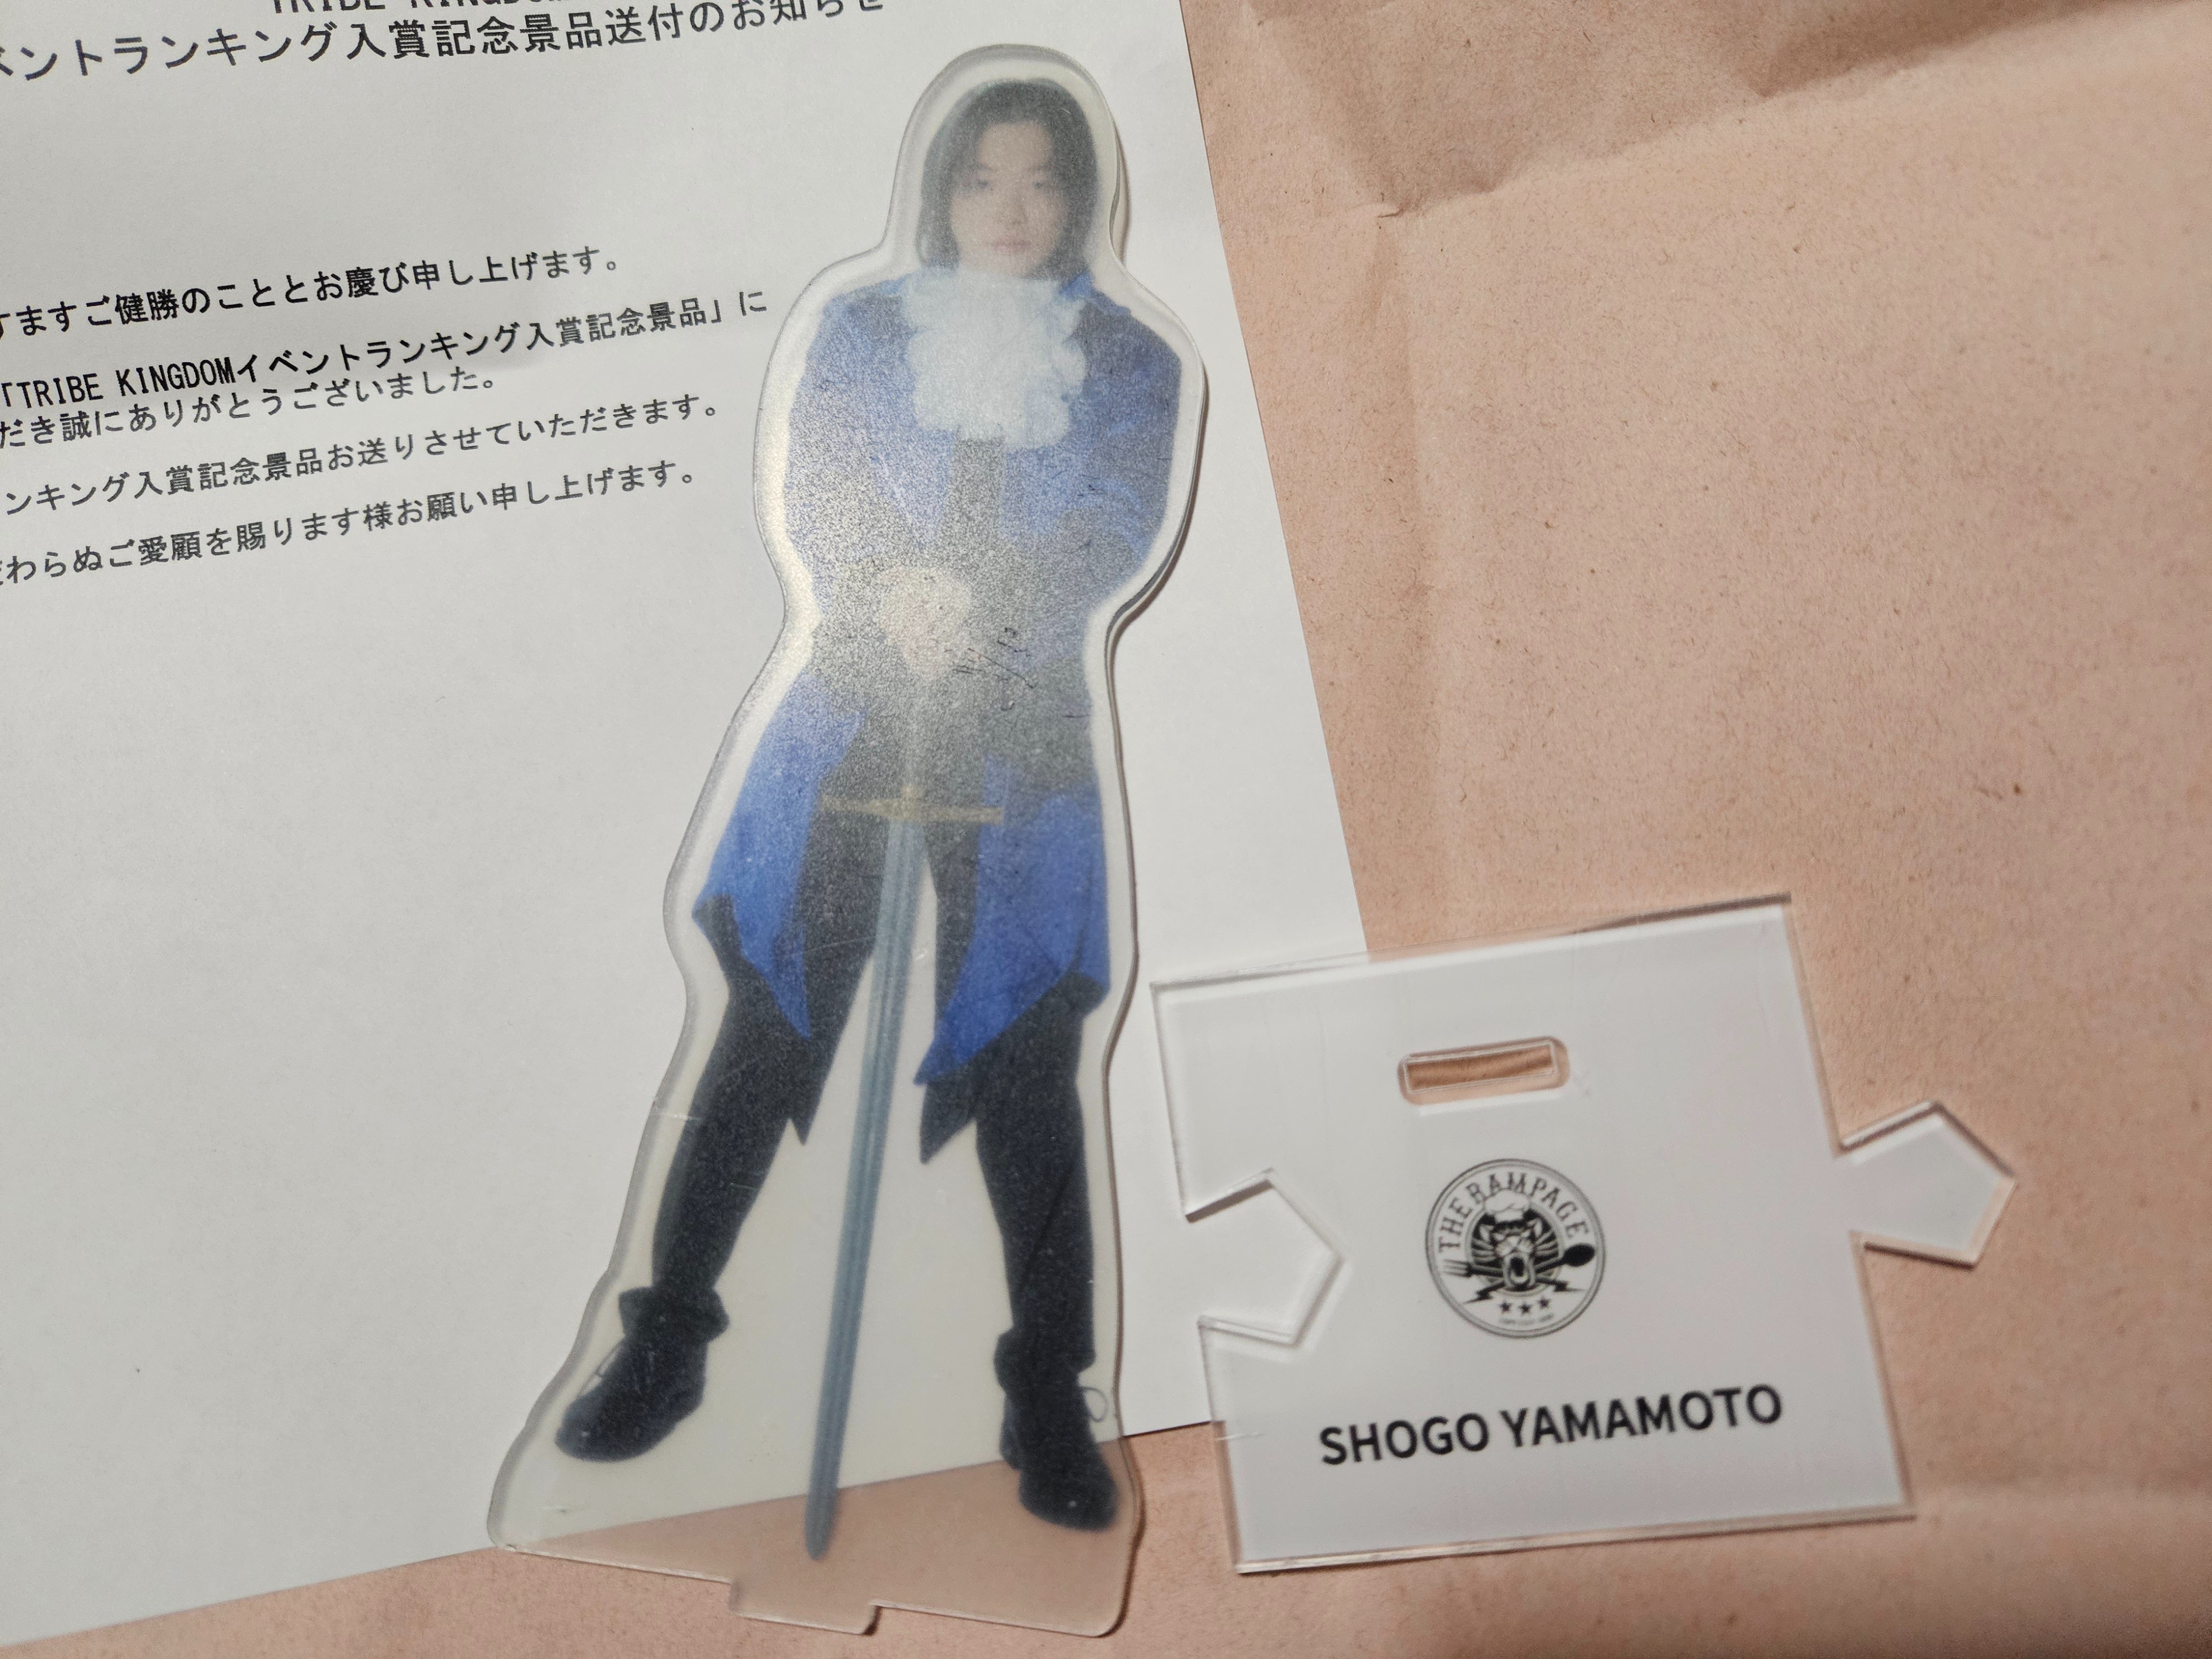 TRIBE KINGDOM
ベントランキング入賞記念景品送付のお知らせ
すますご健勝のこととお慶び申し上げます。
「TRIBE KINGDOMイベントランキング入賞記念景品」に
だき誠にありがとうございました。
ンキング入賞記念景品お送りさせていただきます。
わらぬご愛顧を賜ります様お願い申し上げます。
THE RAMPAGE
SHOGO YAMAMOTO